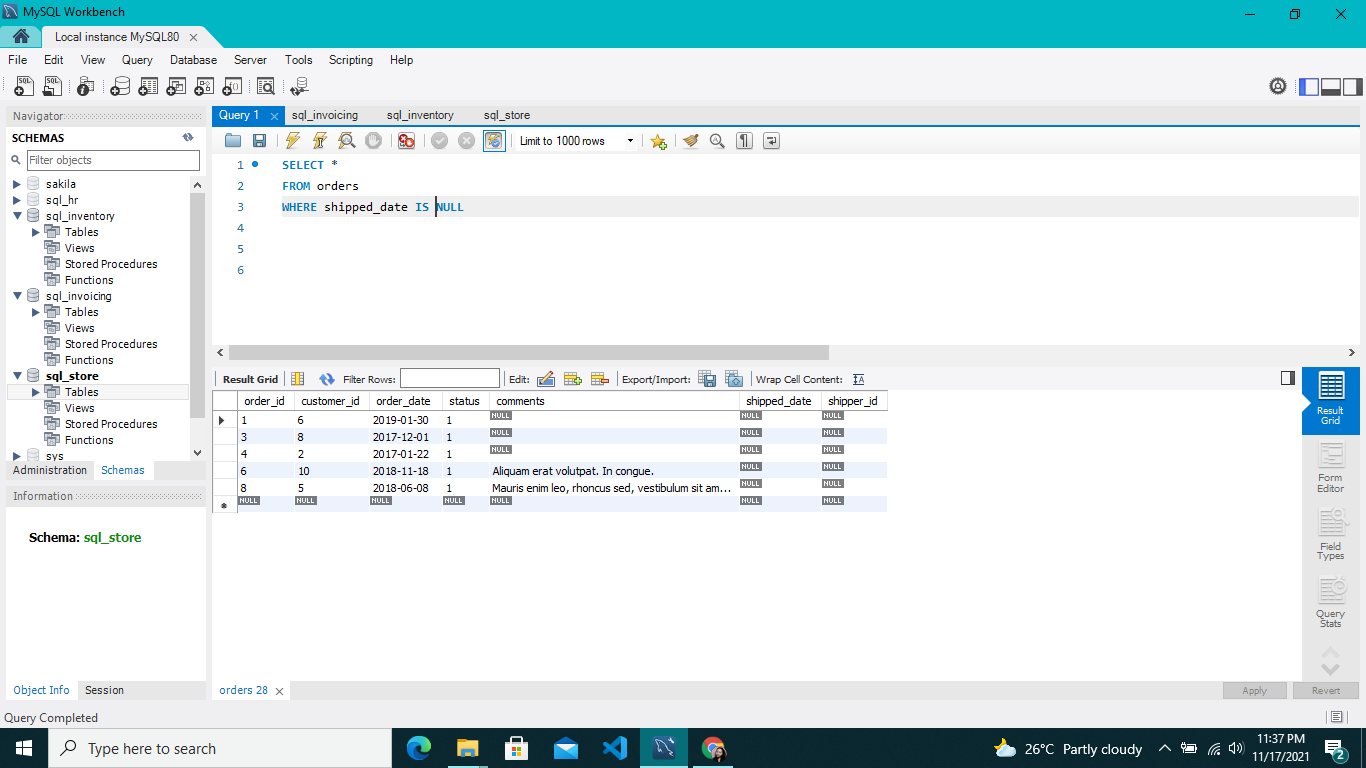 MySQL Workbench
Local instance MySQL80
File Edit View Query Database Server Tools Scripting Help
Navigator
SCHEMAS
Filter objects
sakila
sql_hr
sql_inventory
Tables
Views
Stored Procedures
Functions
sql_invoicing
Tables
Views
Stored Procedures
Functions
sql_store
Tables
Views
Stored Procedures
Functions
sys
Administration Schemas
Information
Schema: sql_store
Object Info Session
Query 1 sql_invoicing sql_inventory sql_store
Limit to 1000 rows
1 SELECT *
2 FROM orders
3 WHERE shipped_date IS NULL
4
5
6
Result Grid Filter Rows: Edit: Export/Import: Wrap Cell Content:
order_id customer_id order_date status comments shipped_date shipper_id
1 6 2019-01-30 1 NULL NULL NULL
3 8 2017-12-01 1 NULL NULL NULL
4 2 2017-01-22 1 NULL NULL NULL
6 10 2018-11-18 1 Aliquam erat volutpat. In congue. NULL NULL
8 5 2018-06-08 1 Mauris enim leo, rhoncus sed, vestibulum sit am... NULL NULL
NULL NULL NULL NULL NULL NULL NULL
Result
Grid
Form
Editor
Field
Types
Query
Stats
orders 28
Apply Revert
Query Completed
Type here to search
26°C Partly cloudy
11:37 PM
11/17/2021
2